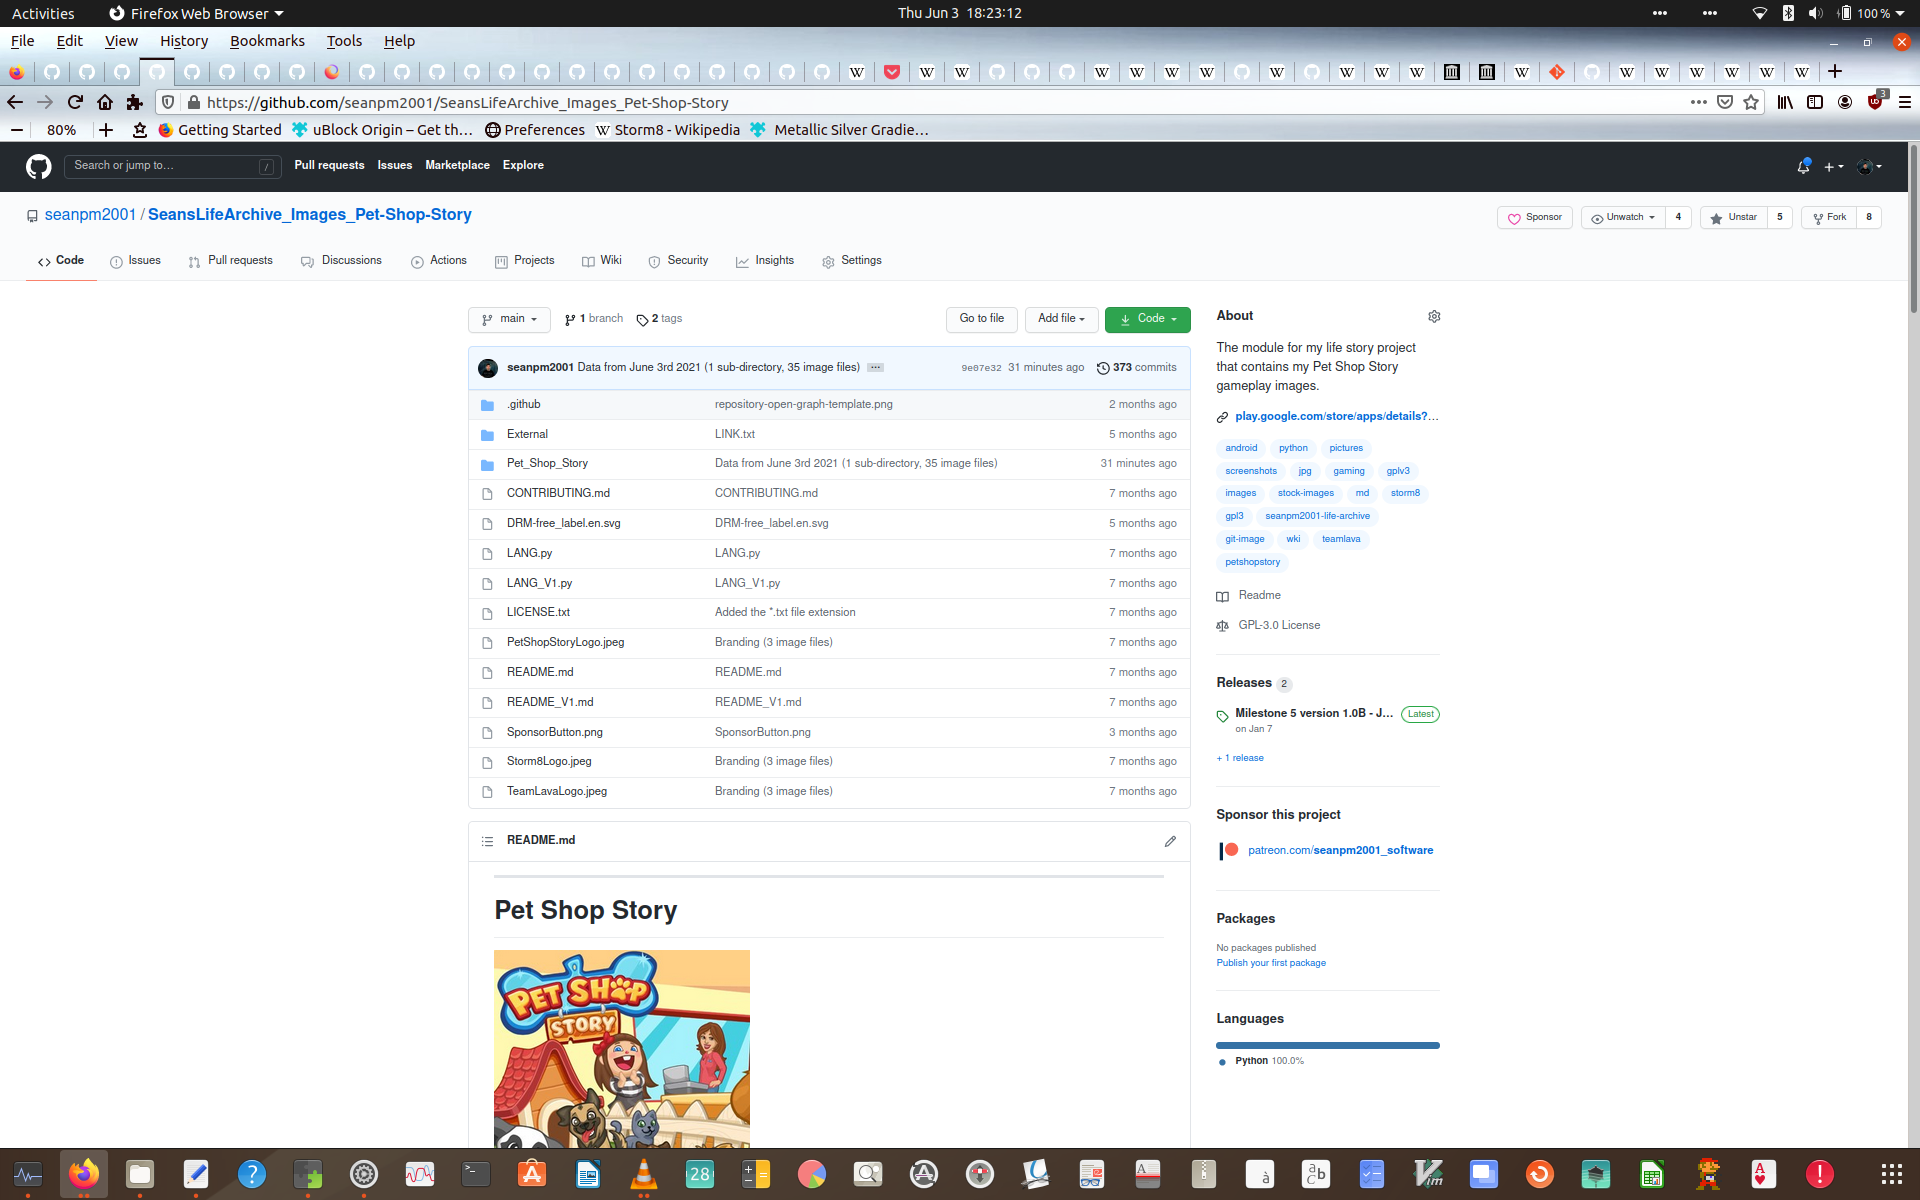 Activities Firefox Web Browser Thu Jun 3 18:23:12 100 %
File Edit View History Bookmarks Tools Help
https://github.com/seanpm2001/SeansLifeArchive_Images_Pet-Shop-Story 3
80% Getting Started uBlock Origin – Get th… Preferences Storm8 - Wikipedia Metallic Silver Gradie…
Search or jump to… / Pull requests Issues Marketplace Explore
seanpm2001 / SeansLifeArchive_Images_Pet-Shop-Story Sponsor Unwatch 4 Unstar 5 Fork 8
Code Issues Pull requests Discussions Actions Projects Wiki Security Insights Settings
main 1 branch 2 tags Go to file Add file Code
seanpm2001 Data from June 3rd 2021 (1 sub-directory, 35 image files) … 9e07e32 31 minutes ago 373 commits
.github repository-open-graph-template.png 2 months ago
External LINK.txt 5 months ago
Pet_Shop_Story Data from June 3rd 2021 (1 sub-directory, 35 image files) 31 minutes ago
CONTRIBUTING.md CONTRIBUTING.md 7 months ago
DRM-free_label.en.svg DRM-free_label.en.svg 5 months ago
LANG.py LANG.py 7 months ago
LANG_V1.py LANG_V1.py 7 months ago
LICENSE.txt Added the *.txt file extension 7 months ago
PetShopStoryLogo.jpeg Branding (3 image files) 7 months ago
README.md README.md 7 months ago
README_V1.md README_V1.md 7 months ago
SponsorButton.png SponsorButton.png 3 months ago
Storm8Logo.jpeg Branding (3 image files) 7 months ago
TeamLavaLogo.jpeg Branding (3 image files) 7 months ago
README.md
Pet Shop Story
PET SHOP
STORY
About
The module for my life story project
that contains my Pet Shop Story
gameplay images.
play.google.com/store/apps/details?…
android python pictures
screenshots jpg gaming gplv3
images stock-images md storm8
gpl3 seanpm2001-life-archive
git-image wki teamlava
petshopstory
Readme
GPL-3.0 License
Releases 2
Milestone 5 version 1.0B - J… Latest
on Jan 7
+ 1 release
Sponsor this project
patreon.com/seanpm2001_software
Packages
No packages published
Publish your first package
Languages
Python 100.0%
28